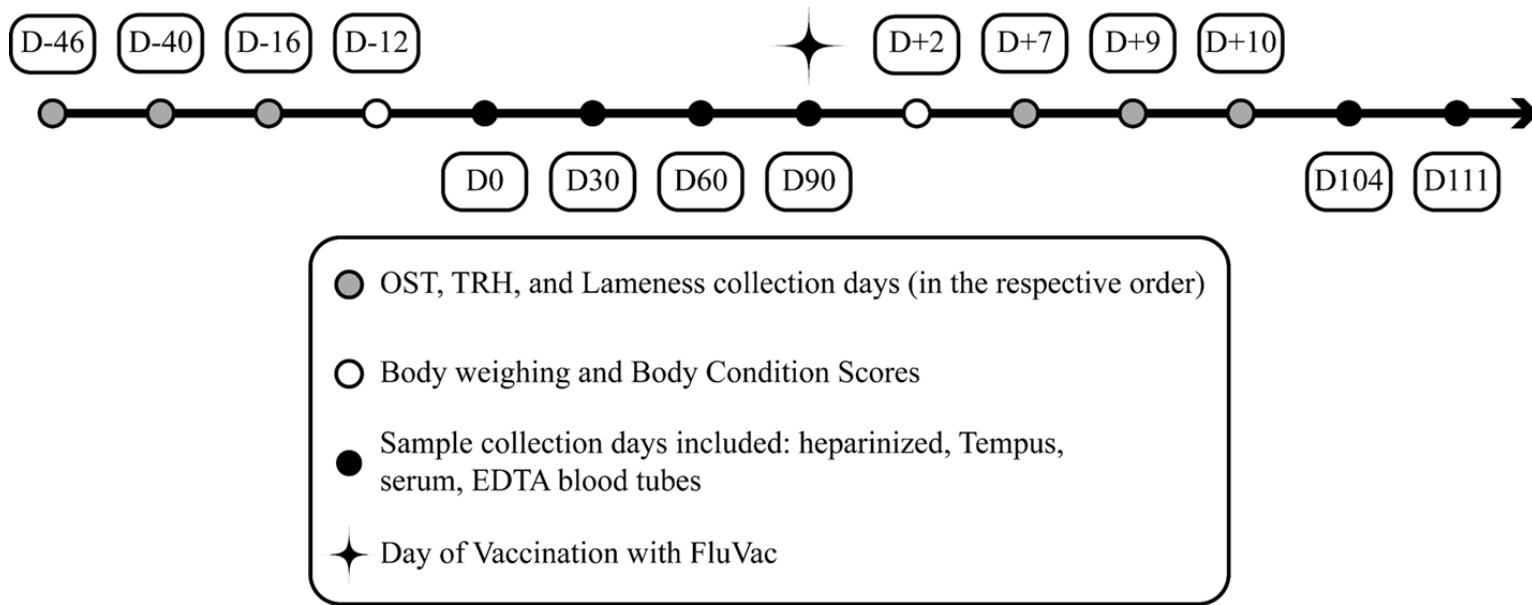 D-46 D-40 D-16 D-12 D+2 D+7 D+9 D+10
D0 D30 D60 D90 D104 D111
OST, TRH, and Lameness collection days (in the respective order)
Body weighing and Body Condition Scores
Sample collection days included: heparinized, Tempus,
serum, EDTA blood tubes
Day of Vaccination with FluVac